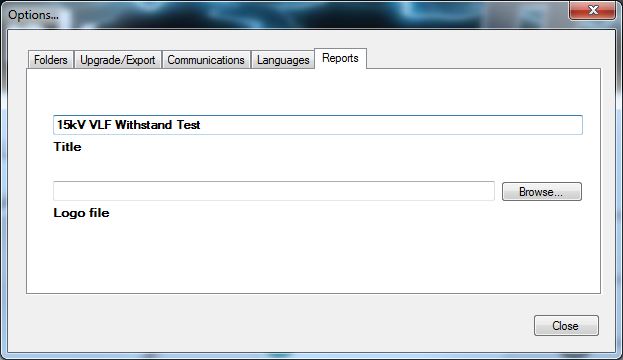 Options...
Folders Upgrade/Export Communications Languages Reports
15kV VLF Withstand Test
Title
Browse...
Logo file
Close